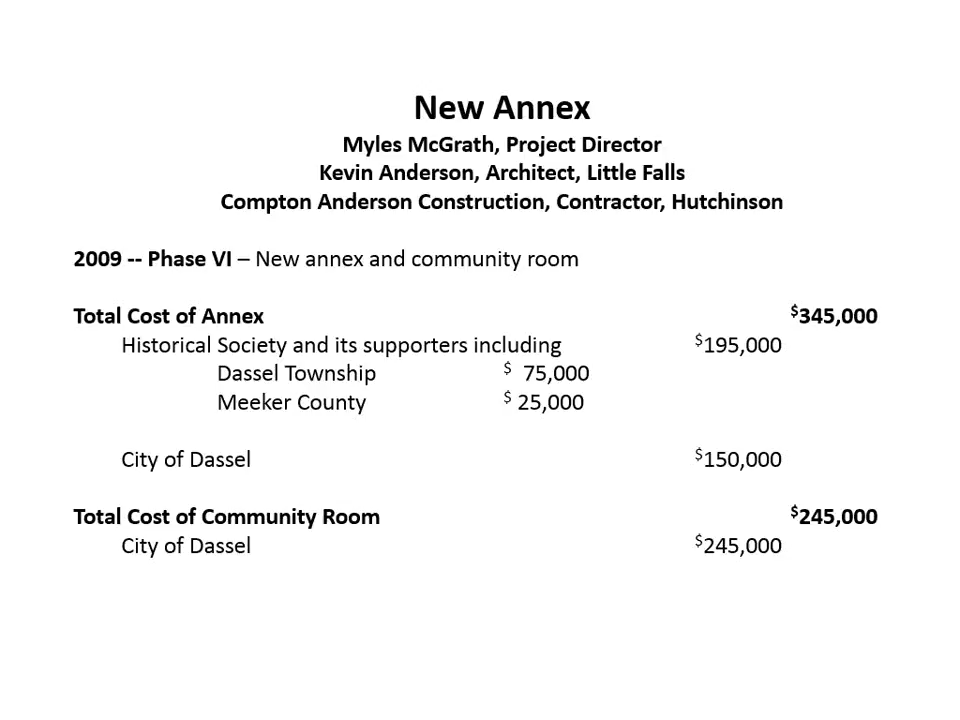 New Annex
Myles McGrath, Project Director
Kevin Anderson, Architect, Little Falls
Compton Anderson Construction, Contractor, Hutchinson
2009 -- Phase VI – New annex and community room
Total Cost of Annex $345,000
Historical Society and its supporters including $195,000
Dassel Township $ 75,000
Meeker County $ 25,000
City of Dassel $150,000
Total Cost of Community Room $245,000
City of Dassel $245,000